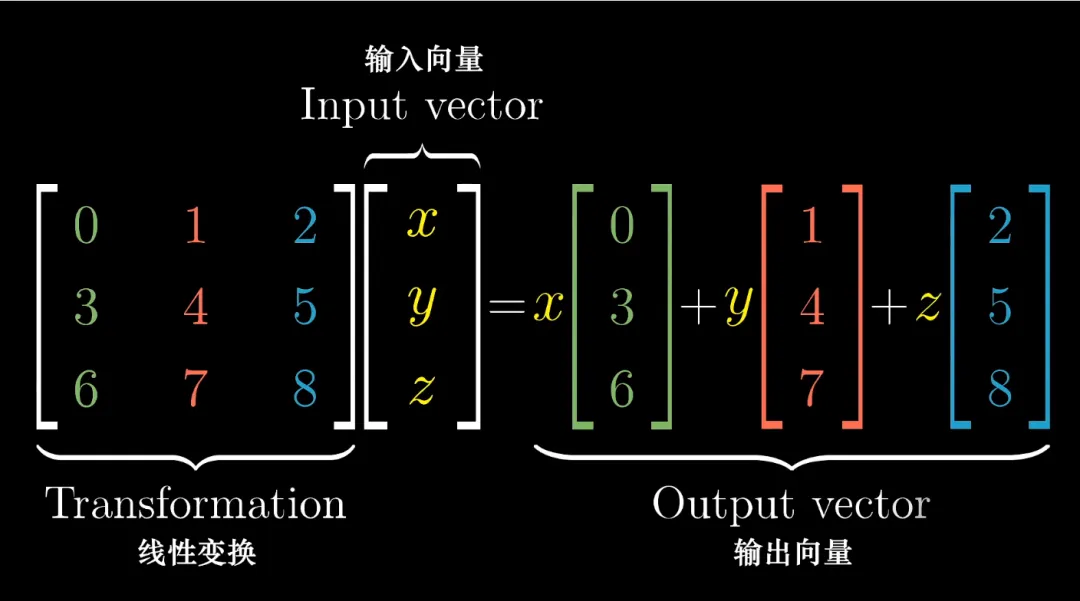 输入向量
Input vector
0 1 2 x 0 1 2
3 4 5 y = x 3 + y 4 + z 5
6 7 8 z 6 7 8
Transformation Output vector
线性变换 输出向量